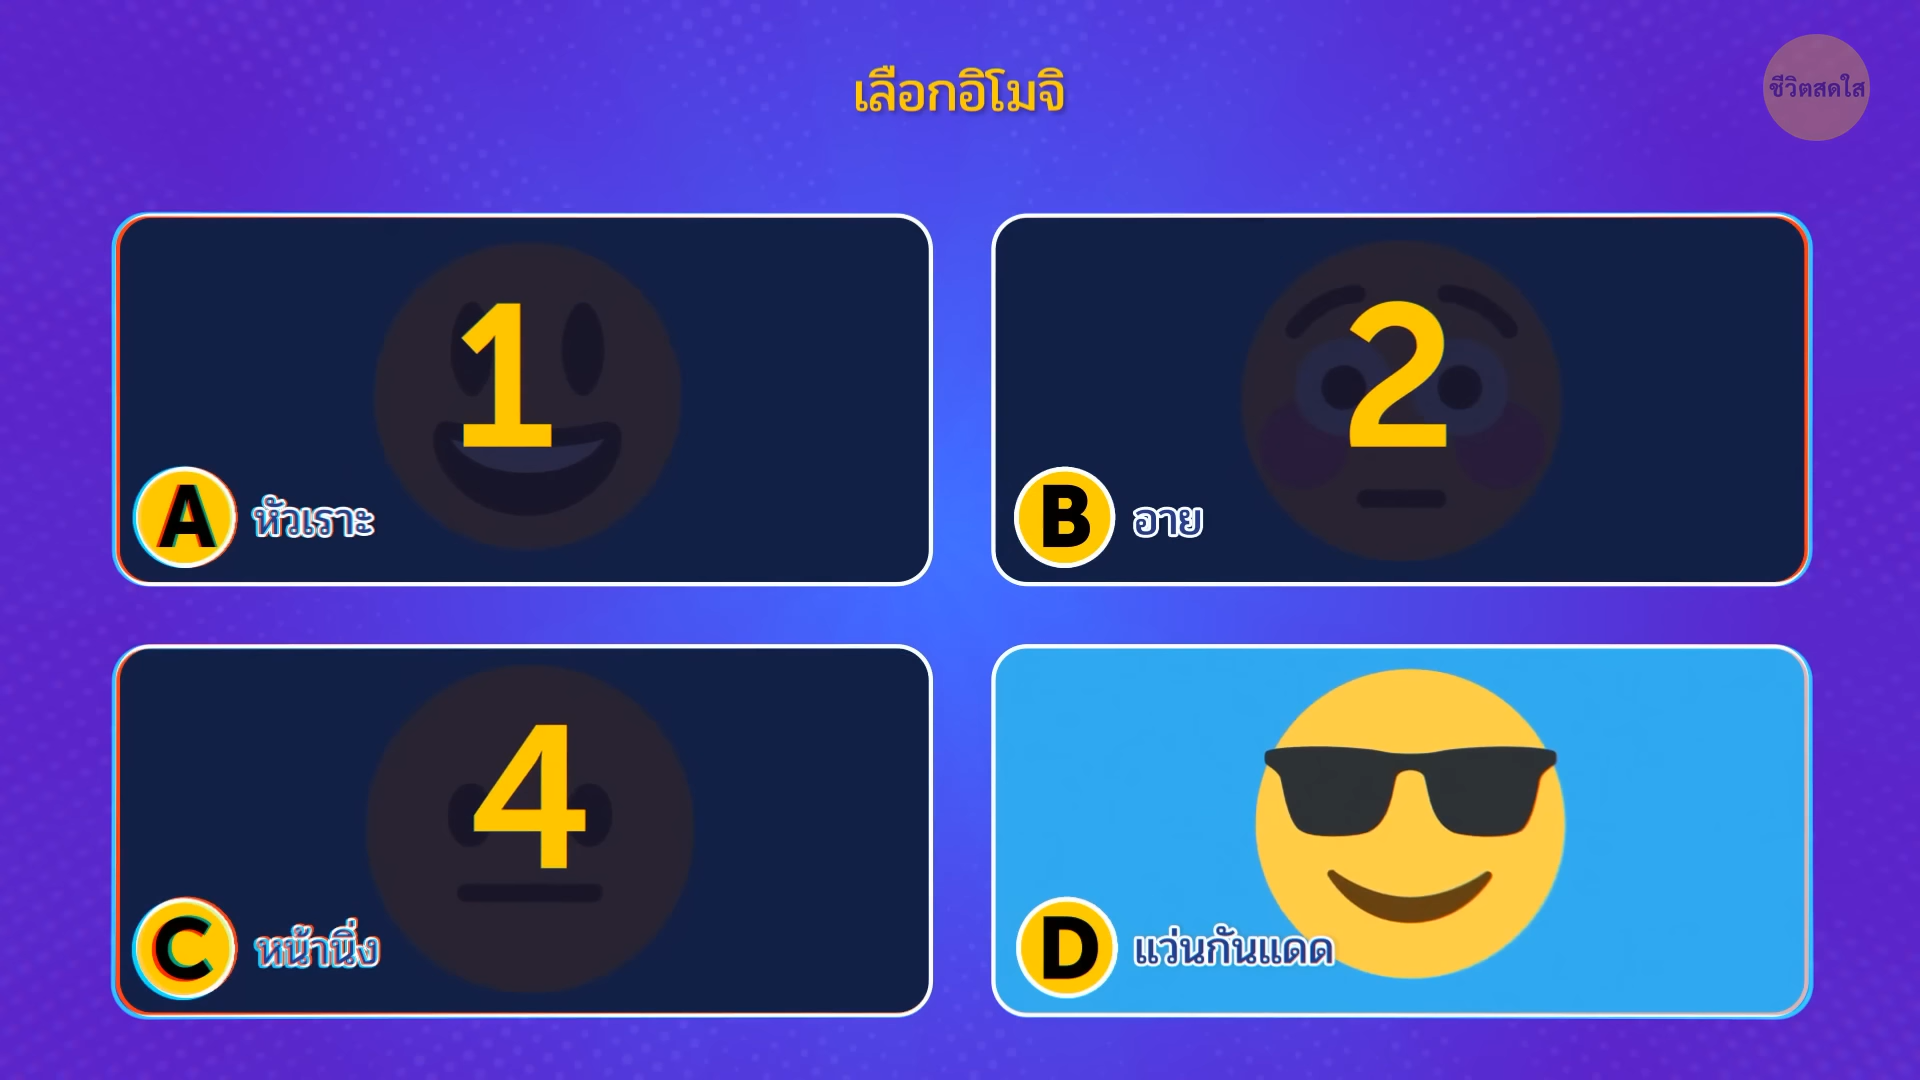 เลือกอิโมจิ
ชีวิตสดใส
1
A หัวเราะ
2
B อาย
4
C หน้านิ่ง
D แว่นกันแดด